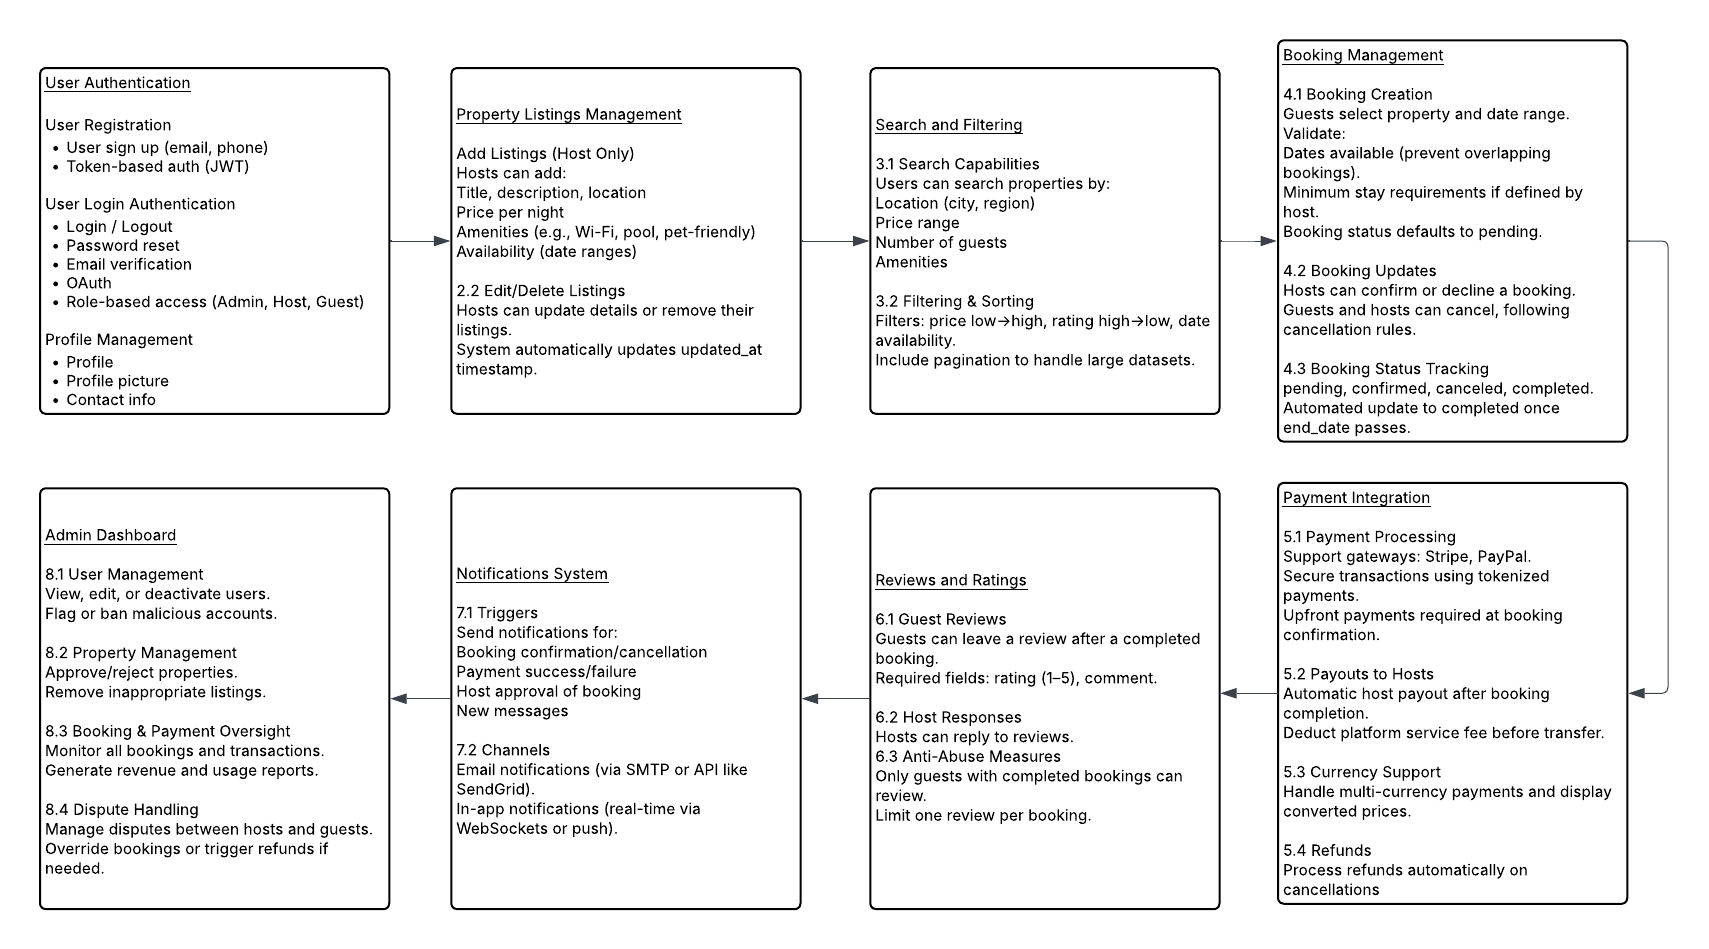 User Authentication
User Registration
• User sign up (email, phone)
• Token-based auth (JWT)
User Login Authentication
• Login / Logout
• Password reset
• Email verification
• OAuth
• Role-based access (Admin, Host, Guest)
Profile Management
• Profile
• Profile picture
• Contact info
Property Listings Management
Add Listings (Host Only)
Hosts can add:
Title, description, location
Price per night
Amenities (e.g., Wi-Fi, pool, pet-friendly)
Availability (date ranges)
2.2 Edit/Delete Listings
Hosts can update details or remove their
listings.
System automatically updates updated_at
timestamp.
Search and Filtering
3.1 Search Capabilities
Users can search properties by:
Location (city, region)
Price range
Number of guests
Amenities
3.2 Filtering & Sorting
Filters: price low→high, rating high→low, date
availability.
Include pagination to handle large datasets.
Booking Management
4.1 Booking Creation
Guests select property and date range.
Validate:
Dates available (prevent overlapping
bookings).
Minimum stay requirements if defined by
host.
Booking status defaults to pending.
4.2 Booking Updates
Hosts can confirm or decline a booking.
Guests and hosts can cancel, following
cancellation rules.
4.3 Booking Status Tracking
pending, confirmed, canceled, completed.
Automated update to completed once
end_date passes.
Payment Integration
5.1 Payment Processing
Support gateways: Stripe, PayPal.
Secure transactions using tokenized
payments.
Upfront payments required at booking
confirmation.
5.2 Payouts to Hosts
Automatic host payout after booking
completion.
Deduct platform service fee before transfer.
5.3 Currency Support
Handle multi-currency payments and display
converted prices.
5.4 Refunds
Process refunds automatically on
cancellations
Reviews and Ratings
6.1 Guest Reviews
Guests can leave a review after a completed
booking.
Required fields: rating (1–5), comment.
6.2 Host Responses
Hosts can reply to reviews.
6.3 Anti-Abuse Measures
Only guests with completed bookings can
review.
Limit one review per booking.
Notifications System
7.1 Triggers
Send notifications for:
Booking confirmation/cancellation
Payment success/failure
Host approval of booking
New messages
7.2 Channels
Email notifications (via SMTP or API like
SendGrid).
In-app notifications (real-time via
WebSockets or push).
Admin Dashboard
8.1 User Management
View, edit, or deactivate users.
Flag or ban malicious accounts.
8.2 Property Management
Approve/reject properties.
Remove inappropriate listings.
8.3 Booking & Payment Oversight
Monitor all bookings and transactions.
Generate revenue and usage reports.
8.4 Dispute Handling
Manage disputes between hosts and guests.
Override bookings or trigger refunds if
needed.